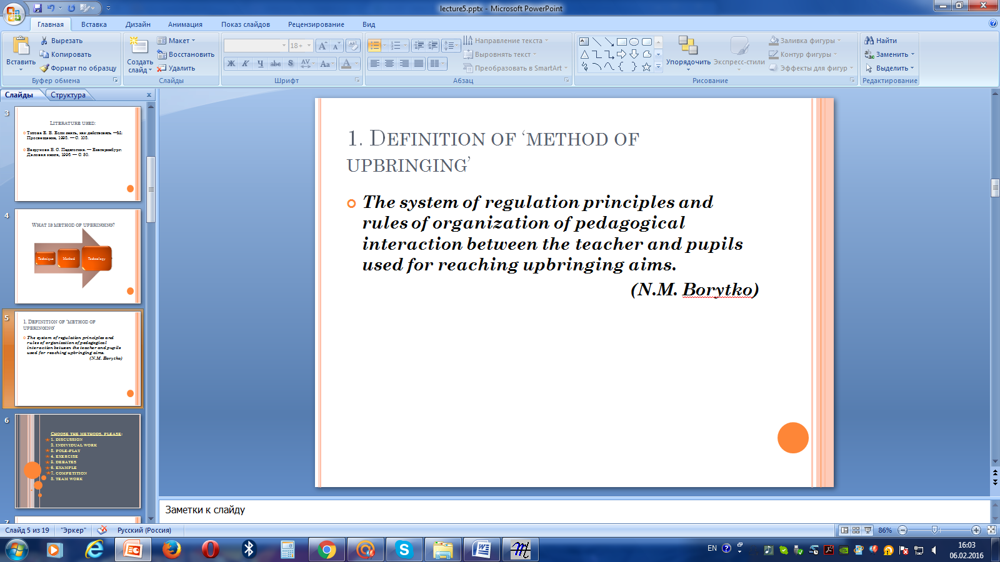 lecture5.pptx - Microsoft PowerPoint
Главная Вставка Дизайн Анимация Показ слайдов Рецензирование Вид
Вставить
Вырезать
Копировать
Формат по образцу
Буфер обмена
Создать слайд
Макет
Восстановить
Удалить
Слайды
18
Ж К Ч abc S AV Aa A
Шрифт
Направление текста
Выровнять текст
Преобразовать в SmartArt
Абзац
Упорядочить
Экспресс-стили
Заливка фигуры
Контур фигуры
Эффекты для фигур
Рисование
Найти
Заменить
Выделить
Редактирование
Слайды Структура
3
Literature used:
Титова Е. В. Если знать, как действовать —М:
Просвещение, 1993. — С. 105.
Безрукова В. С. Педагогика. — Екатеринбург:
Деловая книга, 1996 — С. 80.
4
What is method of upbringing?
Technique Method Technology
5
1. Definition of ‘method of
upbringing’
The system of regulation principles and
rules of organization of pedagogical
interaction between the teacher and pupils
used for reaching upbringing aims.
(N.M. Borytko)
6
Choose the methods, please:
1. discussion
2. individual work
3. pole-play
4. exercise
5. debates
6. example
7. competition
8. team work
7
1. Definition of ‘method of
upbringing’
The system of regulation principles and
rules of organization of pedagogical
interaction between the teacher and pupils
used for reaching upbringing aims.
(N.M. Borytko)
Заметки к слайду
Слайд 5 из 19 "Эркер" Русский (Россия) 86%
EN 16:03
06.02.2016